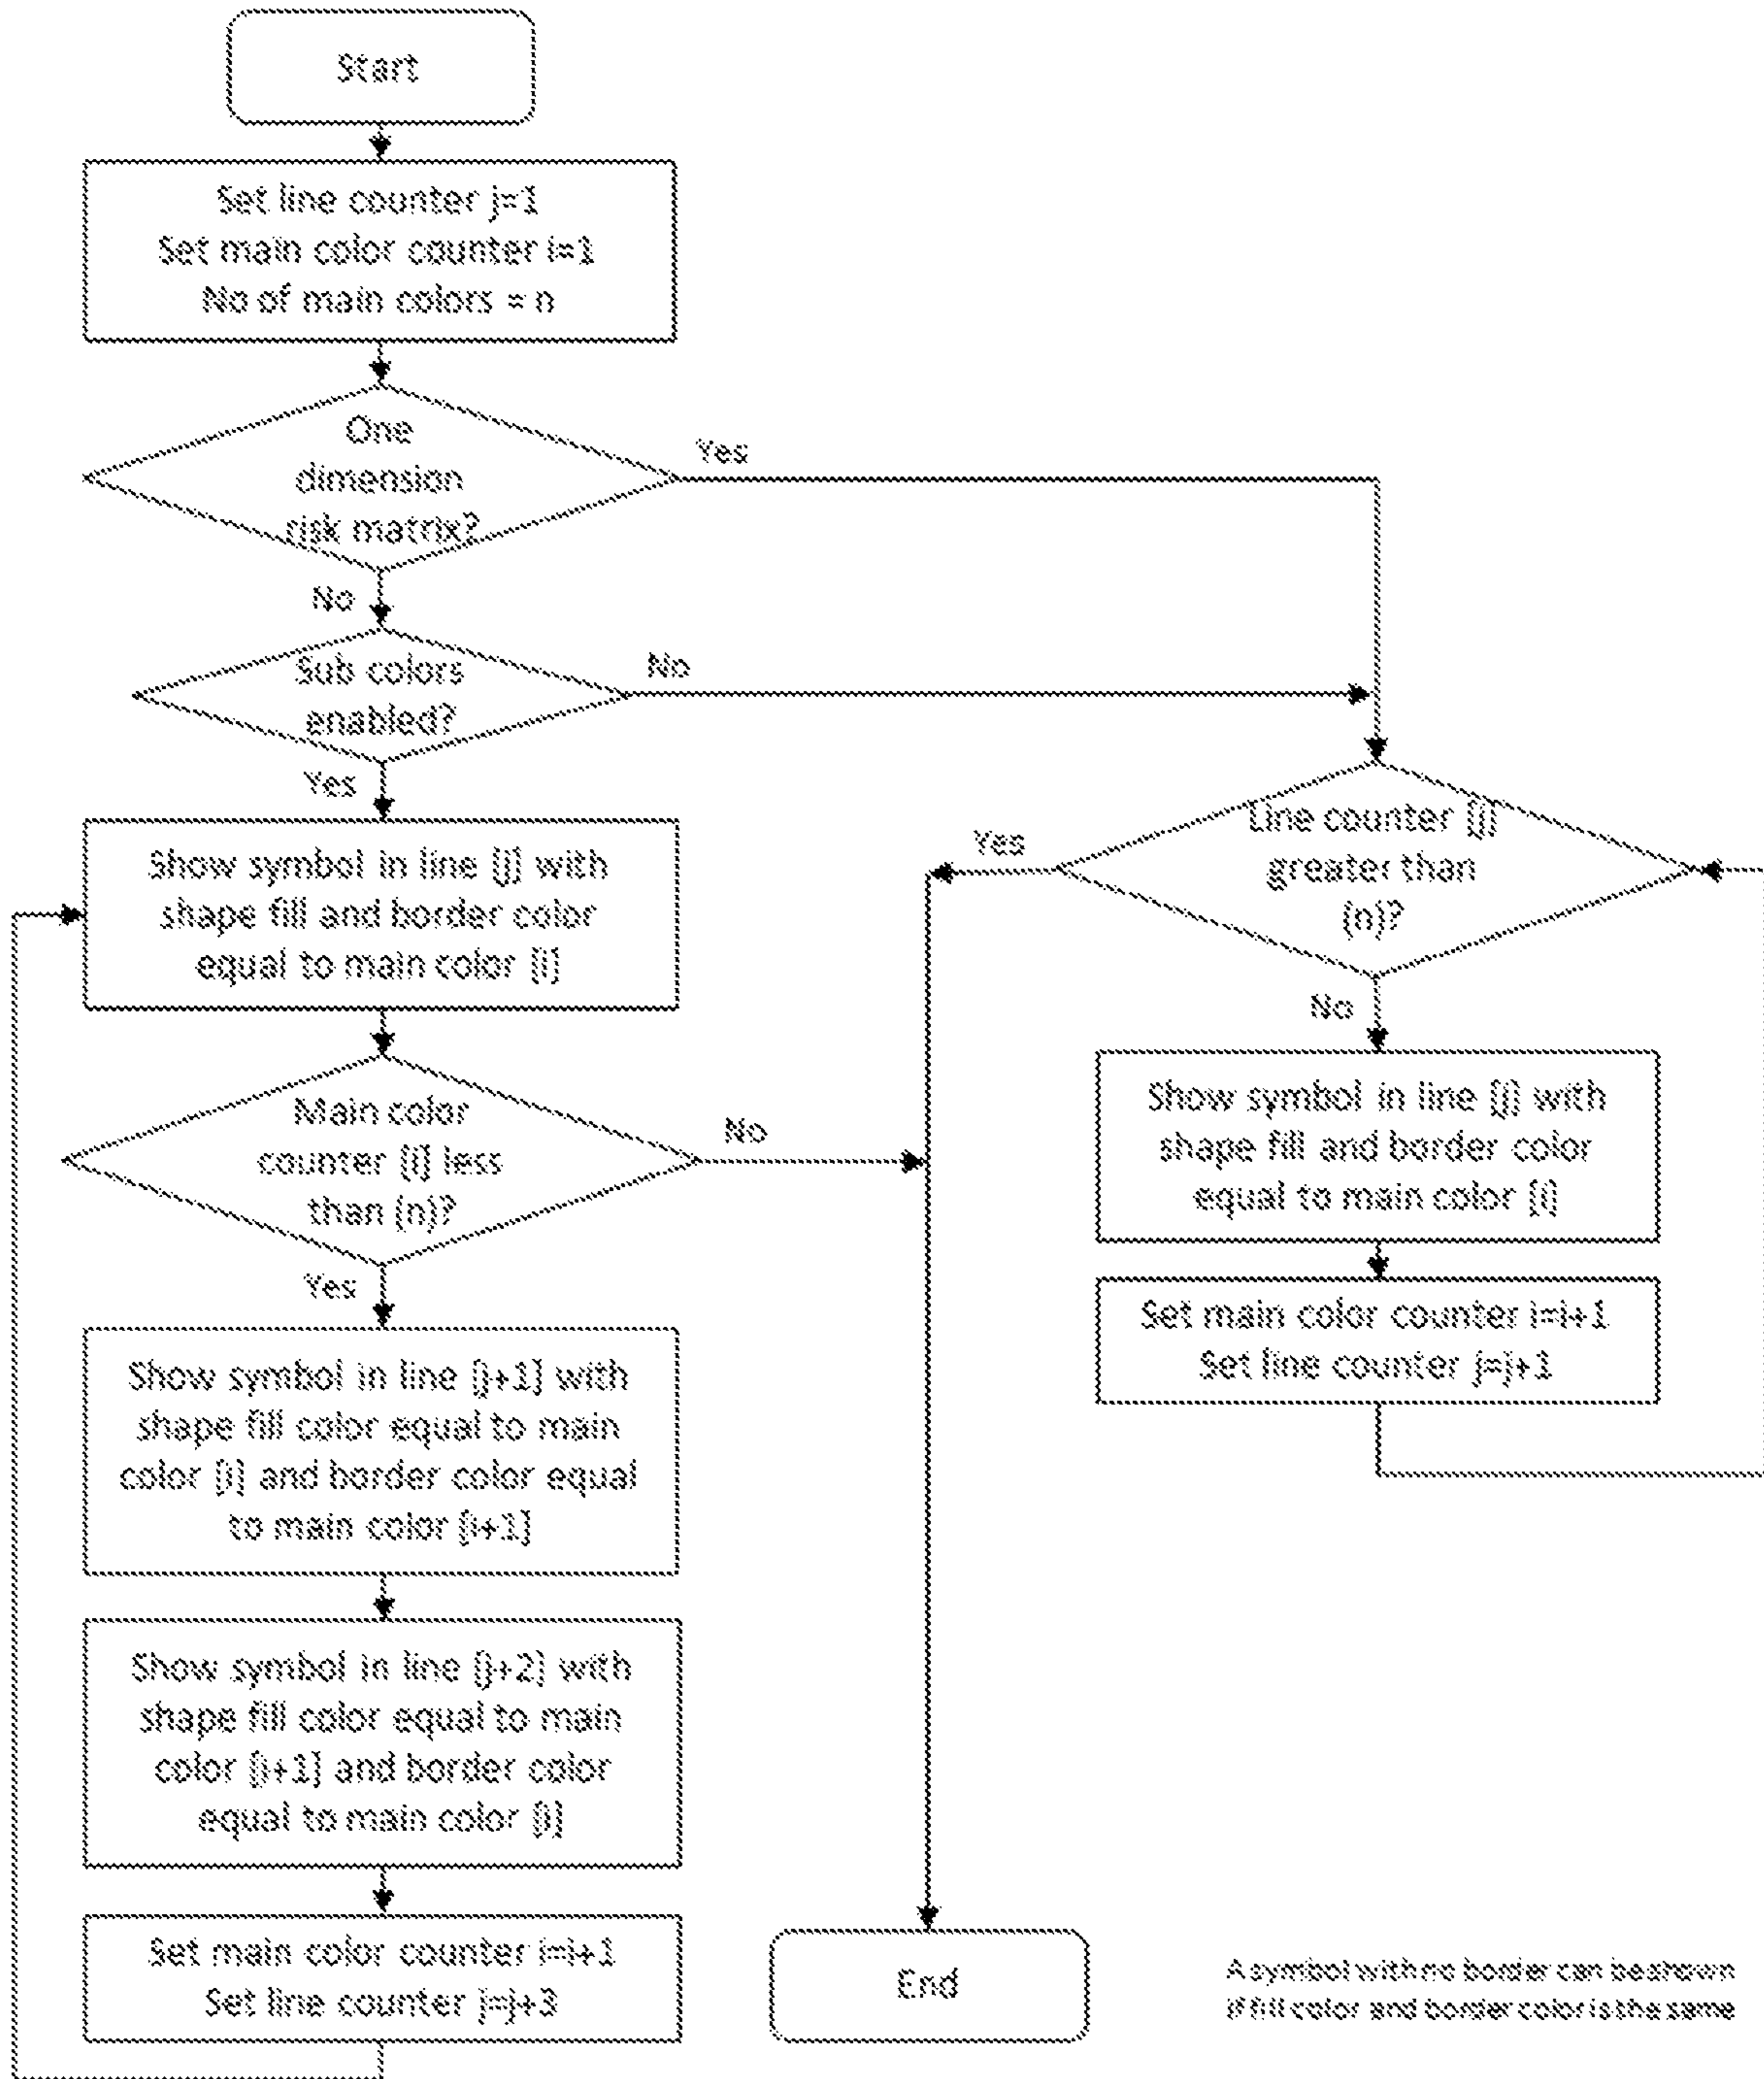 Start
Set line counter j=1
Set main color counter i=1
No of main colors = n
One
dimension
risk matrix?
Yes
No
Sub colors
enabled?
No
Yes
Show symbol in line [j] with
shape fill and border color
equal to main color [i]
Main color
counter [i] less
than (n)?
No
Yes
Show symbol in line [j+1] with
shape fill color equal to main
color [i] and border color equal
to main color [i+1]
Show symbol in line [j+2] with
shape fill color equal to main
color [i+1] and border color
equal to main color [i]
Set main color counter i=i+1
Set line counter j=j+3
Line counter [j]
greater than
(n)?
Yes
No
Show symbol in line [j] with
shape fill and border color
equal to main color [i]
Set main color counter i=i+1
Set line counter j=j+1
End
A symbol with no border can be shown
if fill color and border color is the same